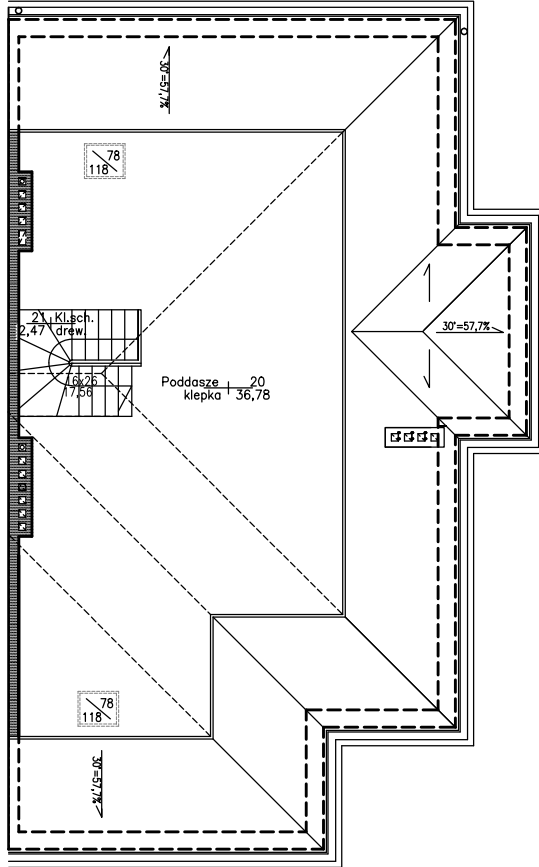 30°=57,7%
78
118
21 Kl.sch.
2,47 drew.
16x26
17,56
Poddasze 20
klepka 36,78
30°=57,7%
78
118
30°=57,7%